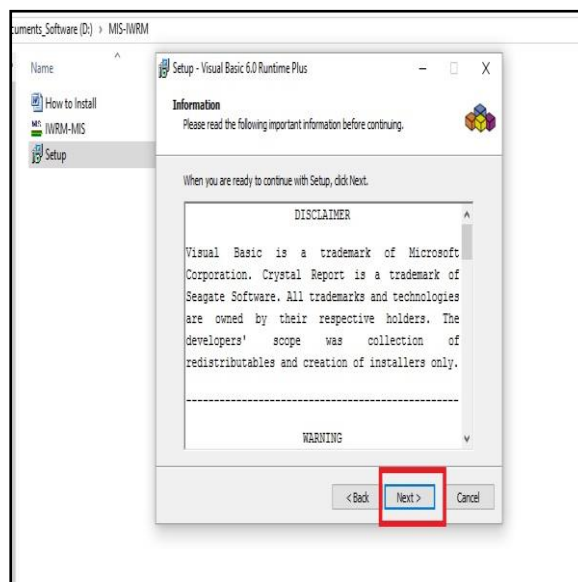 cuments_Software (D:) > MIS-IWRM
Name
How to Install
IWRM-MIS
Setup
Setup - Visual Basic 6.0 Runtime Plus
Information
Please read the following important information before continuing.
When you are ready to continue with Setup, click Next.
DISCLAIMER
Visual Basic is a trademark of Microsoft
Corporation. Crystal Report is a trademark of
Seagate Software. All trademarks and technologies
are owned by their respective holders. The
developers' scope was collection of
redistributables and creation of installers only.
--------------------------------------------------
WARNING
< Back
Next >
Cancel